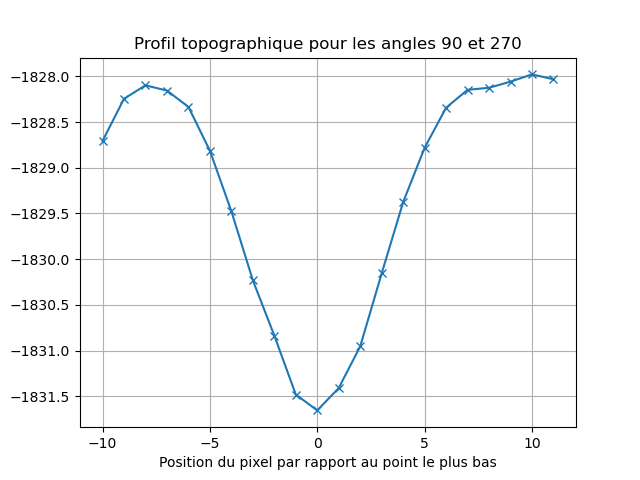 Profil topographique pour les angles 90 et 270
−1828.0
−1828.5
−1829.0
−1829.5
−1830.0
−1830.5
−1831.0
−1831.5
−10 −5 0 5 10
Position du pixel par rapport au point le plus bas